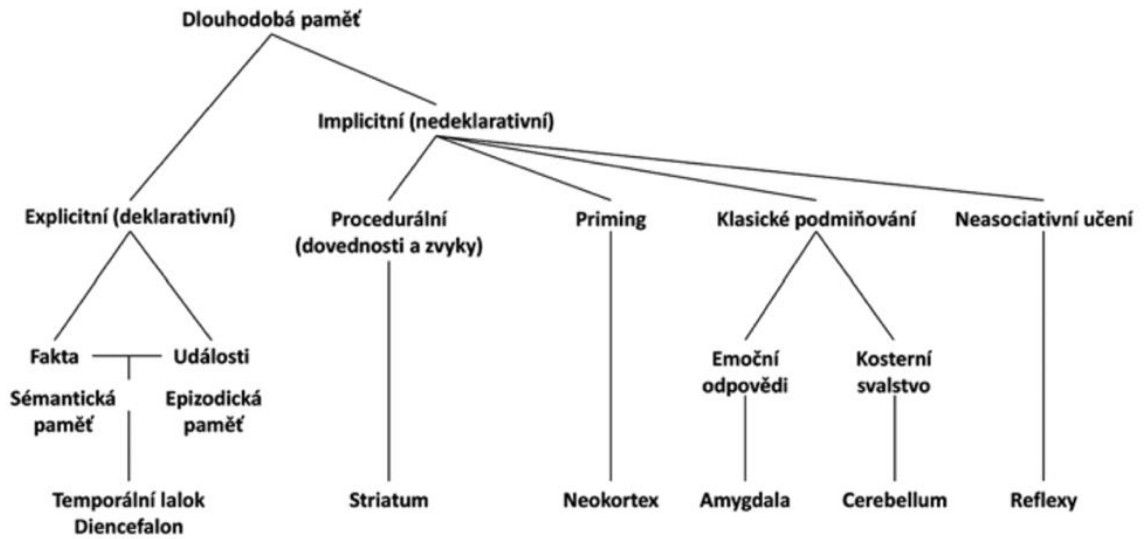 Dlouhodobá paměť
Implicitní (nedeklarativní)
Explicitní (deklarativní)
Procedurální
(dovednosti a zvyky)
Priming
Klasické podmiňování
Neasociativní učení
Fakta
Události
Emoční
odpovědi
Kosterní
svalstvo
Sémantická
paměť
Epizodická
paměť
Temporální lalok
Diencefalon
Striatum
Neokortex
Amygdala
Cerebellum
Reflexy